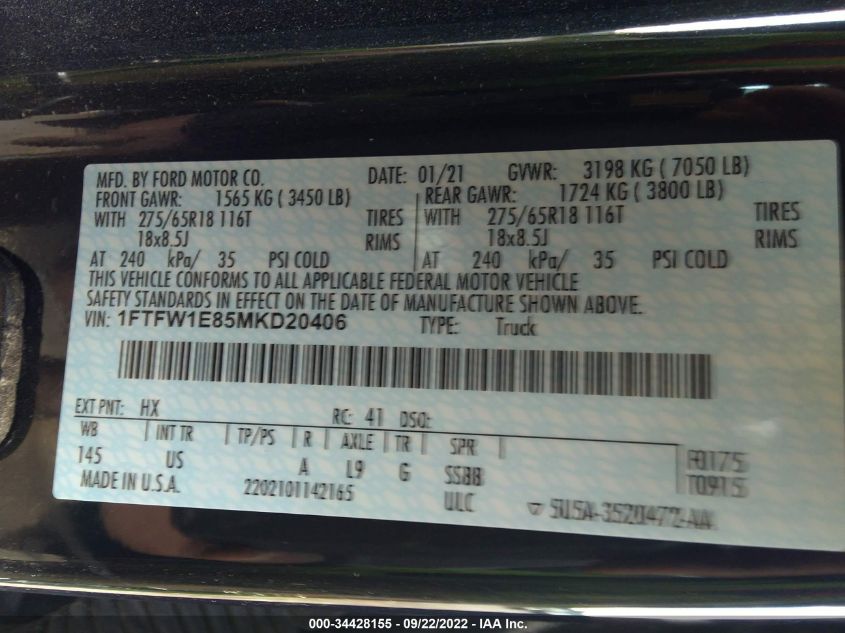 MFD. BY FORD MOTOR CO. DATE: 01/21 GVWR: 3198 KG ( 7050 LB)
FRONT GAWR: 1565 KG ( 3450 LB) REAR GAWR: 1724 KG ( 3800 LB)
WITH 275/65R18 116T TIRES WITH 275/65R18 116T TIRES
18x8.5J RIMS 18x8.5J RIMS
AT 240 kPa/ 35 PSI COLD AT 240 kPa/ 35 PSI COLD
THIS VEHICLE CONFORMS TO ALL APPLICABLE FEDERAL MOTOR VEHICLE
SAFETY STANDARDS IN EFFECT ON THE DATE OF MANUFACTURE SHOWN ABOVE.
VIN: 1FTFW1E85MKD20406 TYPE: Truck
EXT PNT: HX RC: 41 DSO:
WB INT TR TP/PS R AXLE TR SPR
145 US A L9 G SSBB
F0175
T0915
MADE IN U.S.A. 2202101142165 ULC
5U5A-3520472-AA
000-34428155 - 09/22/2022 - IAA Inc.